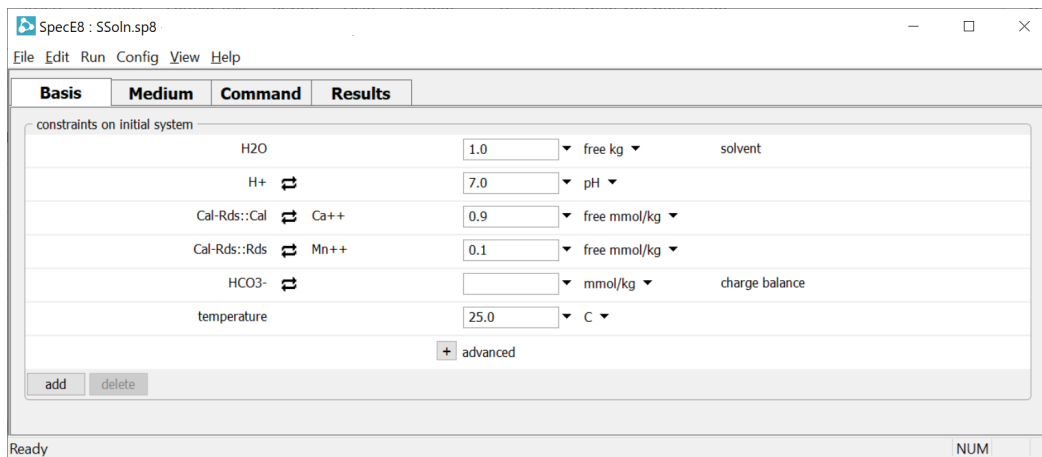 SpecE8 : SSoln.sp8
File Edit Run Config View Help
Basis Medium Command Results
constraints on initial system
H2O 1.0 free kg solvent
H+ 7.0 pH
Cal-Rds::Cal Ca++ 0.9 free mmol/kg
Cal-Rds::Rds Mn++ 0.1 free mmol/kg
HCO3- mmol/kg charge balance
temperature 25.0 C
+ advanced
add delete
Ready NUM